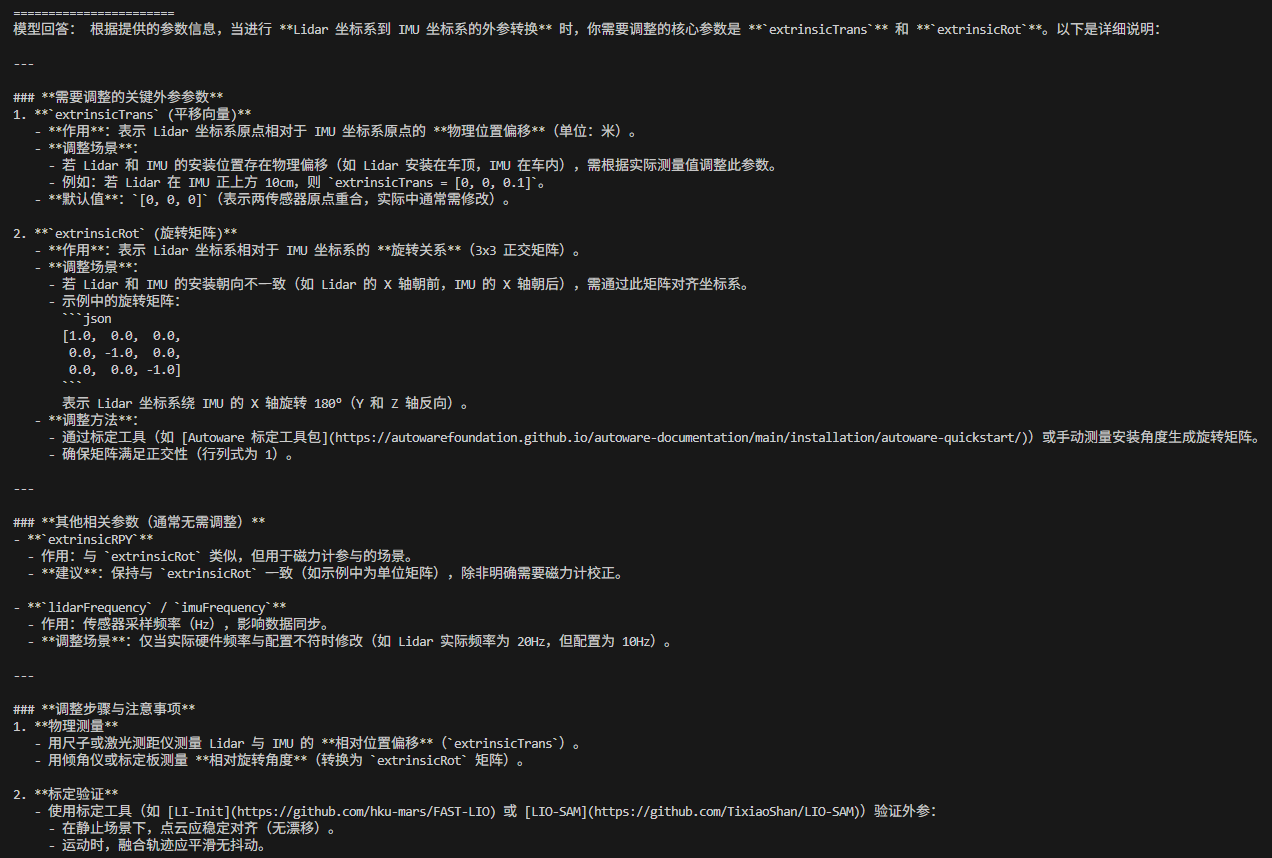 =======================
模型回答： 根据提供的参数信息，当进行 **Lidar 坐标系到 IMU 坐标系的外参转换** 时，你需要调整的核心参数是 **`extrinsicTrans`** 和 **`extrinsicRot`**。以下是详细说明：
---
### **需要调整的关键外参参数**
1. **`extrinsicTrans`（平移向量）**
- **作用**：表示 Lidar 坐标系原点相对于 IMU 坐标系原点的 **物理位置偏移**（单位：米）。
- **调整场景**：
- 若 Lidar 和 IMU 的安装位置存在物理偏移（如 Lidar 安装在车顶，IMU 在车内），需根据实际测量值调整此参数。
- 例如：若 Lidar 在 IMU 正上方 10cm，则 `extrinsicTrans = [0, 0, 0.1]`。
- **默认值**：`[0, 0, 0]`（表示两传感器原点重合，实际中通常需修改）。
2. **`extrinsicRot`（旋转矩阵）**
- **作用**：表示 Lidar 坐标系相对于 IMU 坐标系的 **旋转关系**（3x3 正交矩阵）。
- **调整场景**：
- 若 Lidar 和 IMU 的安装朝向不一致（如 Lidar 的 X 轴朝前，IMU 的 X 轴朝后），需通过此矩阵对齐坐标系。
- 示例中的旋转矩阵：
```json
[1.0,  0.0,  0.0,
0.0, -1.0,  0.0,
0.0,  0.0, -1.0]
```
表示 Lidar 坐标系绕 IMU 的 X 轴旋转 180°（Y 和 Z 轴反向）。
- **调整方法**：
- 通过标定工具（如 [Autoware 标定工具包](https://autowarefoundation.github.io/autoware-documentation/main/installation/autoware-quickstart/)）或手动测量安装角度生成旋转矩阵。
- 确保矩阵满足正交性（行列式为 1）。
---
### **其他相关参数（通常无需调整）**
- **`extrinsicRPY`**
- 作用：与 `extrinsicRot` 类似，但用于磁力计参与的场景。
- **建议**：保持与 `extrinsicRot` 一致（如示例中为单位矩阵），除非明确需要磁力计校正。
- **`lidarFrequency` / `imuFrequency`**
- 作用：传感器采样频率（Hz），影响数据同步。
- **调整场景**：仅当实际硬件频率与配置不符时修改（如 Lidar 实际频率为 20Hz，但配置为 10Hz）。
---
### **调整步骤与注意事项**
1. **物理测量**
- 用尺子或激光测距仪测量 Lidar 与 IMU 的 **相对位置偏移**（`extrinsicTrans`）。
- 用倾角仪或标定板测量 **相对旋转角度**（转换为 `extrinsicRot` 矩阵）。
2. **标定验证**
- 使用标定工具（如 [LI-Init](https://github.com/hku-mars/FAST-LIO) 或 [LIO-SAM](https://github.com/TixiaoShan/LIO-SAM)）验证外参：
- 在静止场景下，点云应稳定对齐（无漂移）。
- 运动时，融合轨迹应平滑无抖动。